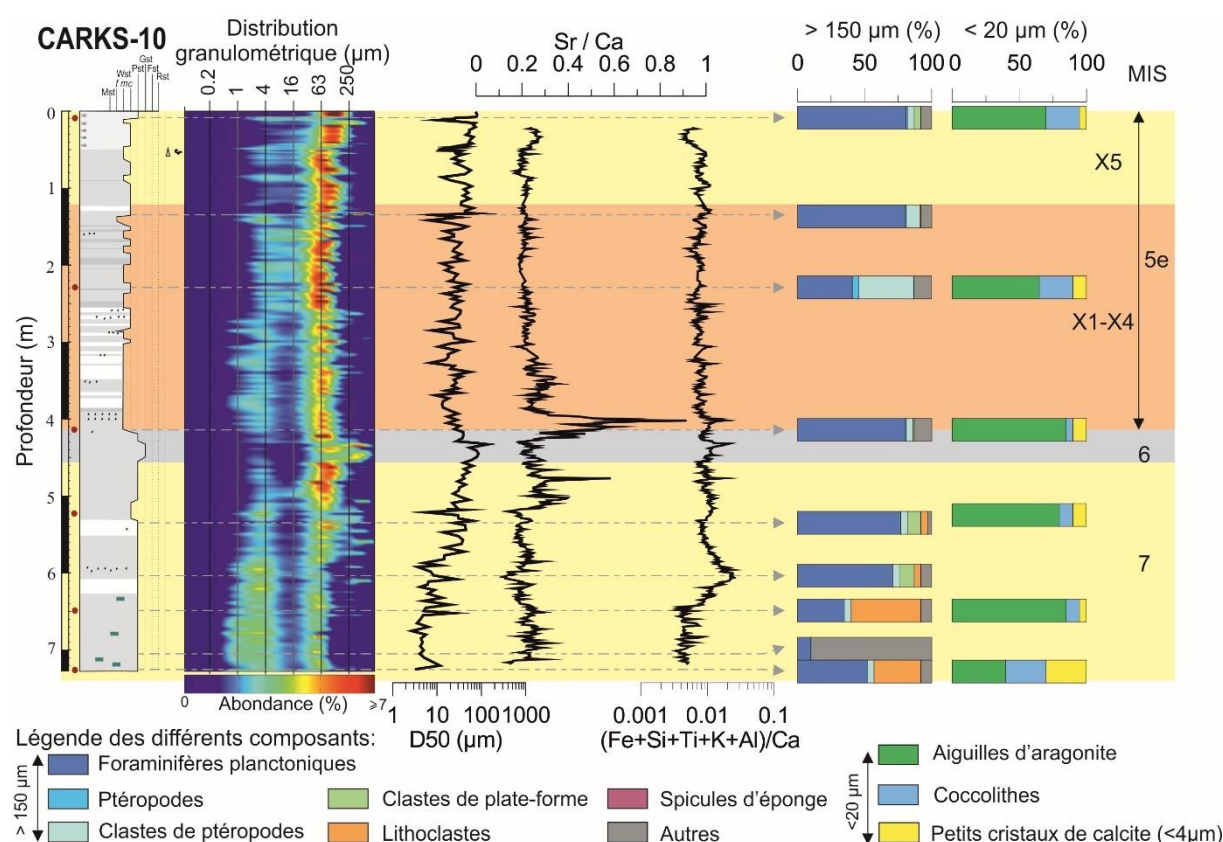 CARKS-10
Distribution
granulométrique (µm)
Sr / Ca
> 150 µm (%)
< 20 µm (%)
MIS
Mst
Wst
f mc
Pst
Gst
Fst
Rst
0.2
1
4
16
63
250
0
0.2
0.4
0.6
0.8
1
0
50
100
0
50
100
Profondeur (m)
0
1
2
3
4
5
6
7
X5
5e
X1-X4
6
7
0
Abondance (%)
≥7
1
10
100
1000
D50 (µm)
0.001
0.01
0.1
(Fe+Si+Ti+K+Al)/Ca
Légende des différents composants:
> 150 µm
Foraminifères planctoniques
Ptéropodes
Clastes de ptéropodes
Clastes de plate-forme
Lithoclastes
Spicules d'éponge
Autres
<20 µm
Aiguilles d'aragonite
Coccolithes
Petits cristaux de calcite (<4µm)